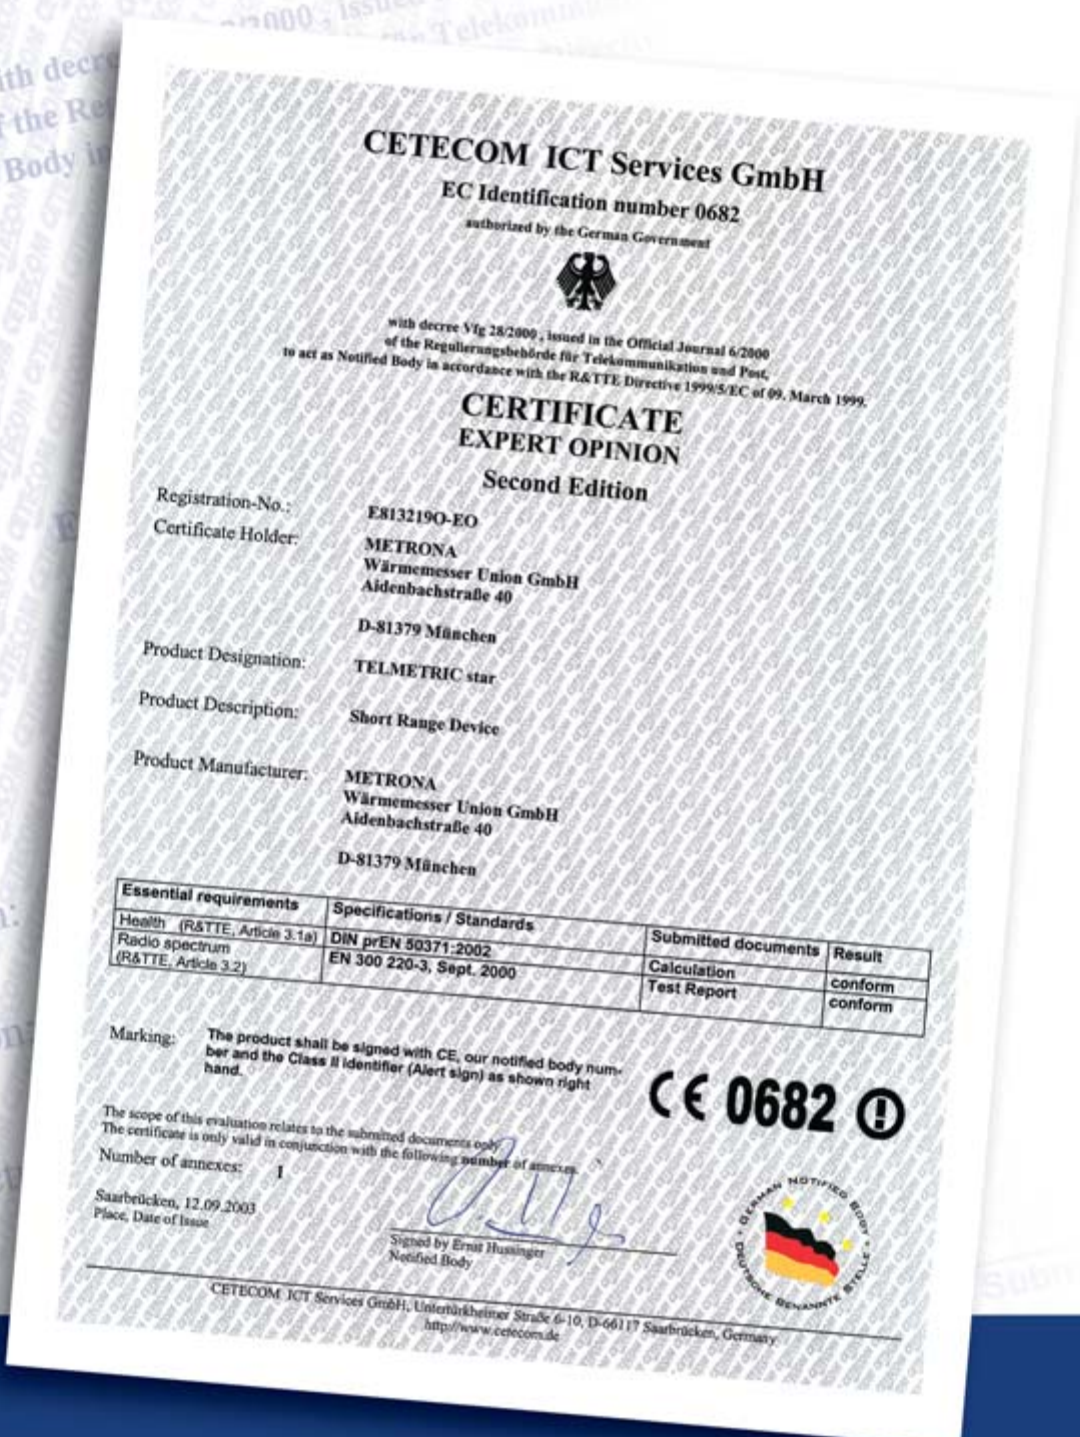 CETECOM ICT Services GmbH
EC Identification number 0682
authorized by the German Government
with decree Vfg 28/2000 , issued in the Official Journal 6/2000
of the Regulierungsbehörde für Telekommunikation und Post,
to act as Notified Body in accordance with the R&TTE Directive 1999/5/EC of 09. March 1999.
CERTIFICATE
EXPERT OPINION
Second Edition
Registration-No.: E813219O-EO
Certificate Holder: METRONA
Wärmemesser Union GmbH
Aidenbachstraße 40
D-81379 München
Product Designation: TELMETRIC star
Product Description: Short Range Device
Product Manufacturer: METRONA
Wärmemesser Union GmbH
Aidenbachstraße 40
D-81379 München
Essential requirements Specifications / Standards Submitted documents Result
Health (R&TTE, Article 3.1a) DIN prEN 50371:2002 Calculation conform
Radio spectrum
(R&TTE, Article 3.2) EN 300 220-3, Sept. 2000 Test Report conform
Marking: The product shall be signed with CE, our notified body num-
ber and the Class II identifier (Alert sign) as shown right
hand.
CE 0682 !
The scope of this evaluation relates to the submitted documents only.
The certificate is only valid in conjunction with the following number of annexes.
Number of annexes: 1
Saarbrücken, 12.09.2003
Place, Date of Issue
Signed by Ernst Hussinger
Notified Body
GERMAN NOTIFIED BODY
DEUTSCHE BENANNTE STELLE
CETECOM ICT Services GmbH, Untertürkheimer Straße 6-10, D-66117 Saarbrücken, Germany
http://www.cetecom.de